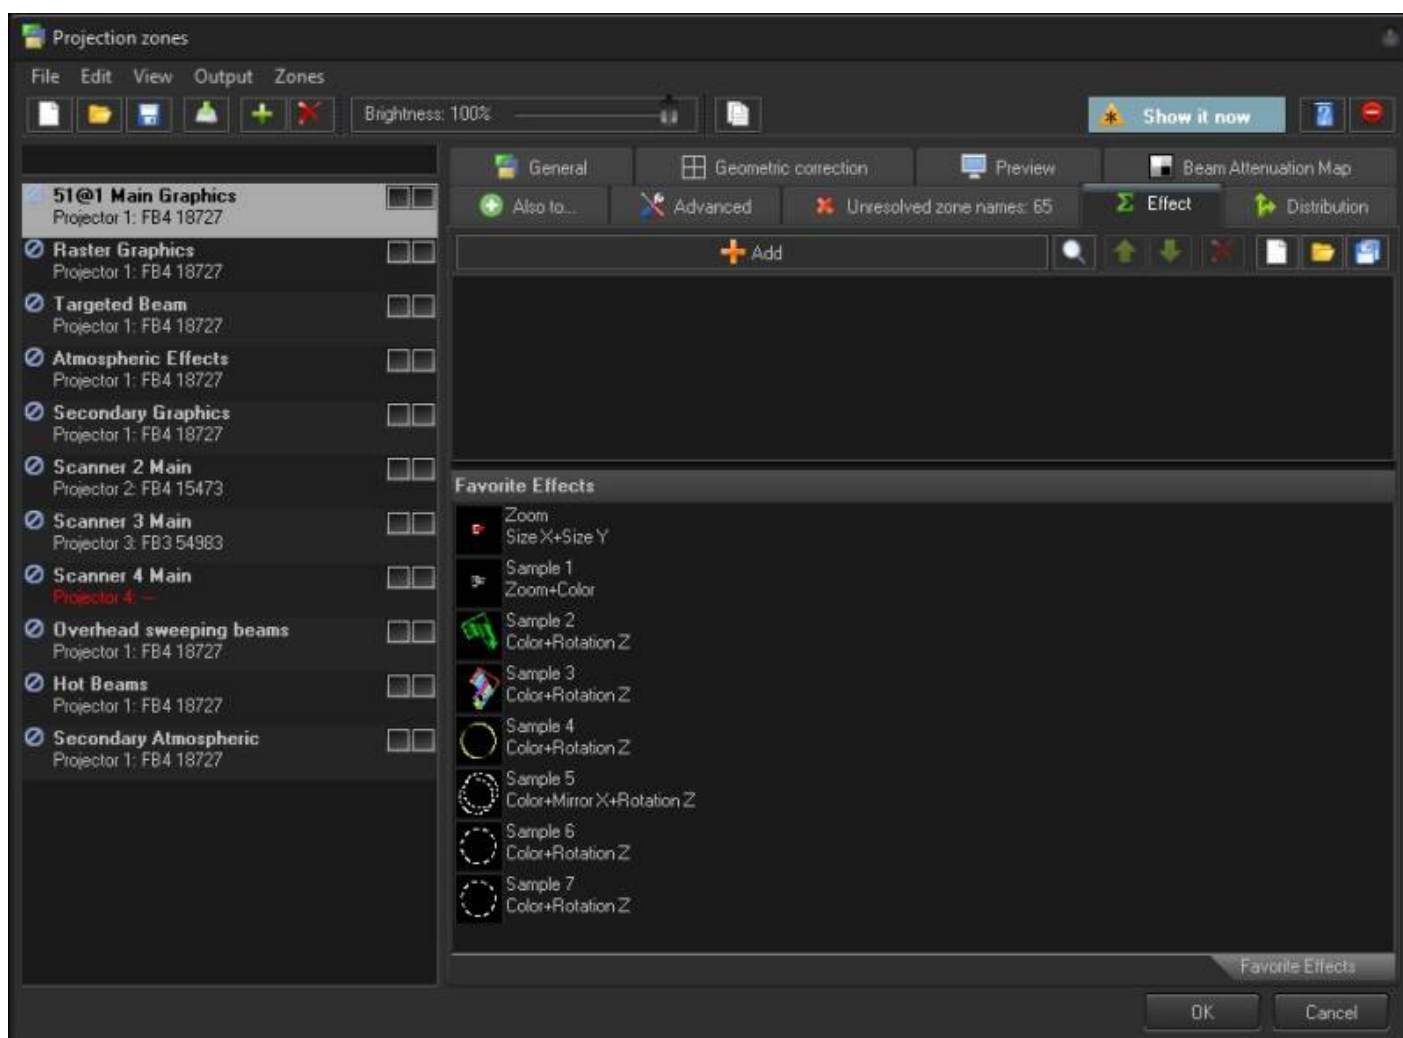 Projection zones
File Edit View Output Zones
Brightness: 100%
Show it now
General Geometric correction Preview Beam Attenuation Map
Also to... Advanced Unresolved zone names: 65 Effect Distribution
Add
51@1 Main Graphics
Projector 1: FB4 18727
Raster Graphics
Projector 1: FB4 18727
Targeted Beam
Projector 1: FB4 18727
Atmospheric Effects
Projector 1: FB4 18727
Secondary Graphics
Projector 1: FB4 18727
Scanner 2 Main
Projector 2: FB4 15473
Scanner 3 Main
Projector 3: FB3 54983
Scanner 4 Main
Projector 4: ---
Overhead sweeping beams
Projector 1: FB4 18727
Hot Beams
Projector 1: FB4 18727
Secondary Atmospheric
Projector 1: FB4 18727
Favorite Effects
Zoom
Size X+Size Y
Sample 1
Zoom+Color
Sample 2
Color+Rotation Z
Sample 3
Color+Rotation Z
Sample 4
Color+Rotation Z
Sample 5
Color+Mirror X+Rotation Z
Sample 6
Color+Rotation Z
Sample 7
Color+Rotation Z
Favorite Effects
OK Cancel